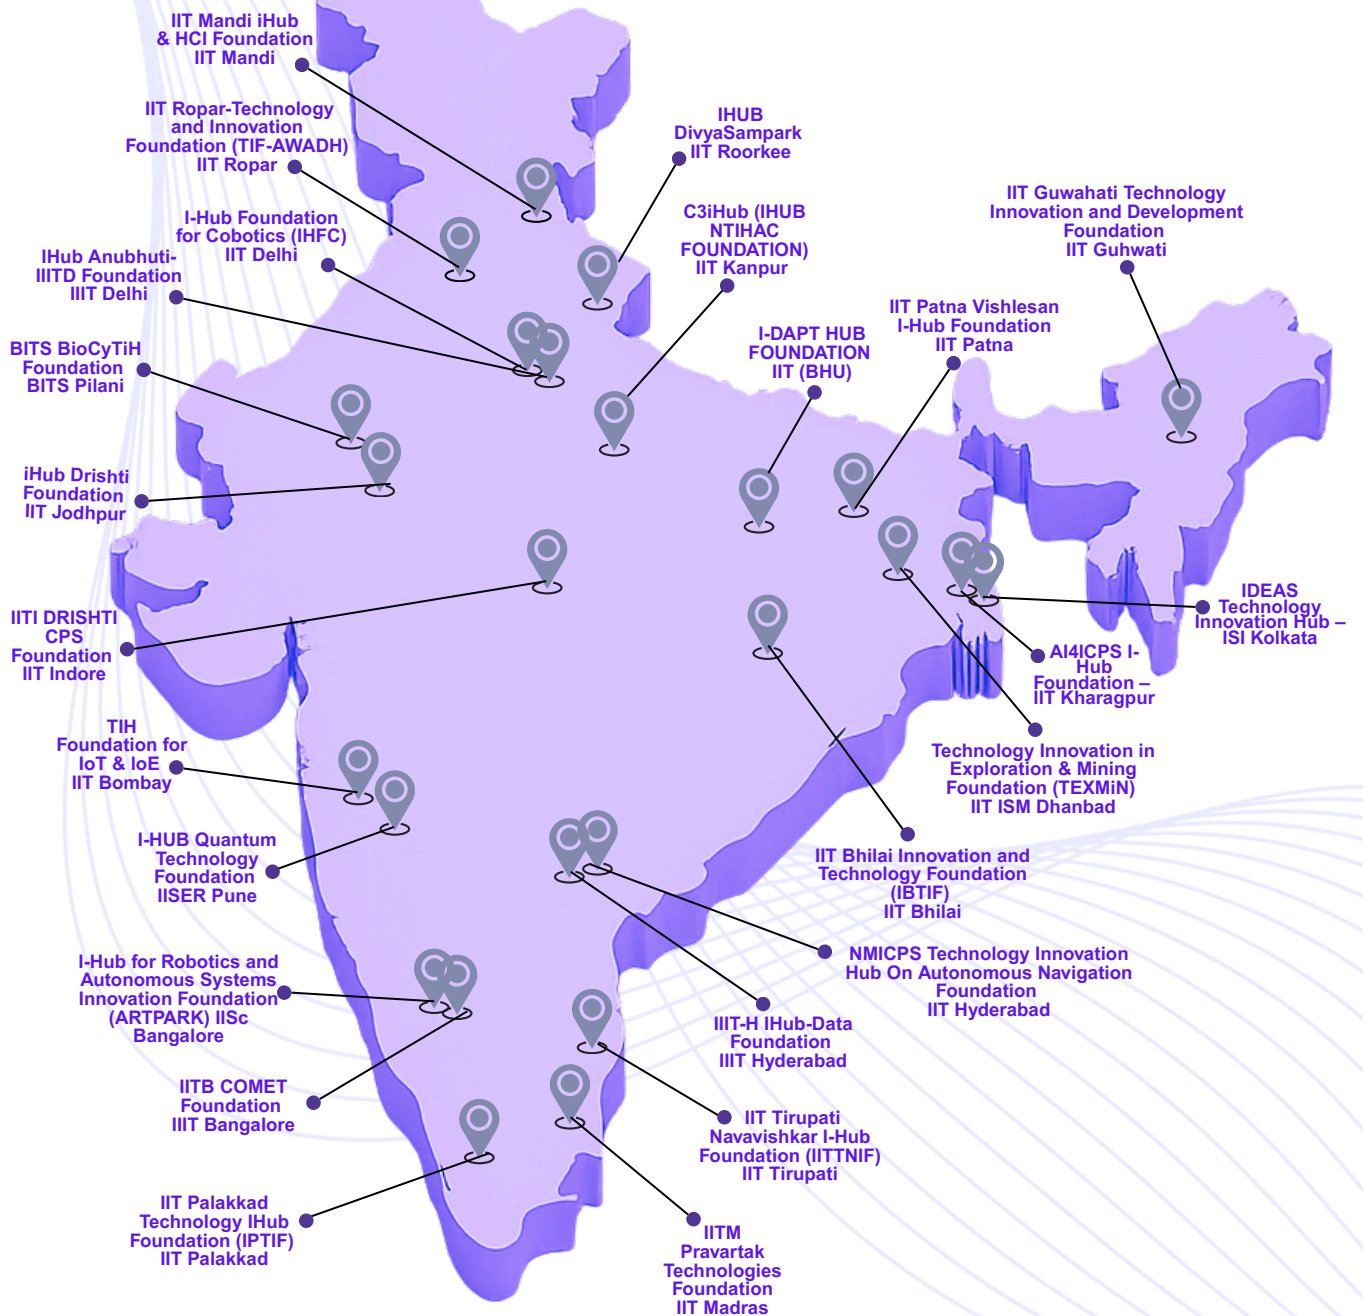 IIT Mandi iHub
& HCI Foundation
IIT Mandi
IIT Ropar-Technology
and Innovation
Foundation (TIF-AWADH)
IIT Ropar
I-Hub Foundation
for Cobotics (IHFC)
IIT Delhi
IHub Anubhuti-
IIITD Foundation
IIIT Delhi
BITS BioCyTiH
Foundation
BITS Pilani
iHub Drishti
Foundation
IIT Jodhpur
IITI DRISHTI
CPS
Foundation
IIT Indore
TIH
Foundation for
IoT & IoE
IIT Bombay
I-HUB Quantum
Technology
Foundation
IISER Pune
I-Hub for Robotics and
Autonomous Systems
Innovation Foundation
(ARTPARK) IISc
Bangalore
IITB COMET
Foundation
IIIT Bangalore
IIT Palakkad
Technology IHub
Foundation (IPTIF)
IIT Palakkad
IHUB
DivyaSampark
IIT Roorkee
C3iHub (IHUB
NTIHAC
FOUNDATION)
IIT Kanpur
I-DAPT HUB
FOUNDATION
IIT (BHU)
IIT Patna Vishlesan
I-Hub Foundation
IIT Patna
IIT Guwahati Technology
Innovation and Development
Foundation
IIT Guhwati
IDEAS
Technology
Innovation Hub –
ISI Kolkata
AI4ICPS I-
Hub
Foundation –
IIT Kharagpur
Technology Innovation in
Exploration & Mining
Foundation (TEXMiN)
IIT ISM Dhanbad
IIT Bhilai Innovation and
Technology Foundation
(IBTIF)
IIT Bhilai
NMICPS Technology Innovation
Hub On Autonomous Navigation
Foundation
IIT Hyderabad
IIIT-H IHub-Data
Foundation
IIIT Hyderabad
IIT Tirupati
Navavishkar I-Hub
Foundation (IITTNIF)
IIT Tirupati
IITM
Pravartak
Technologies
Foundation
IIT Madras